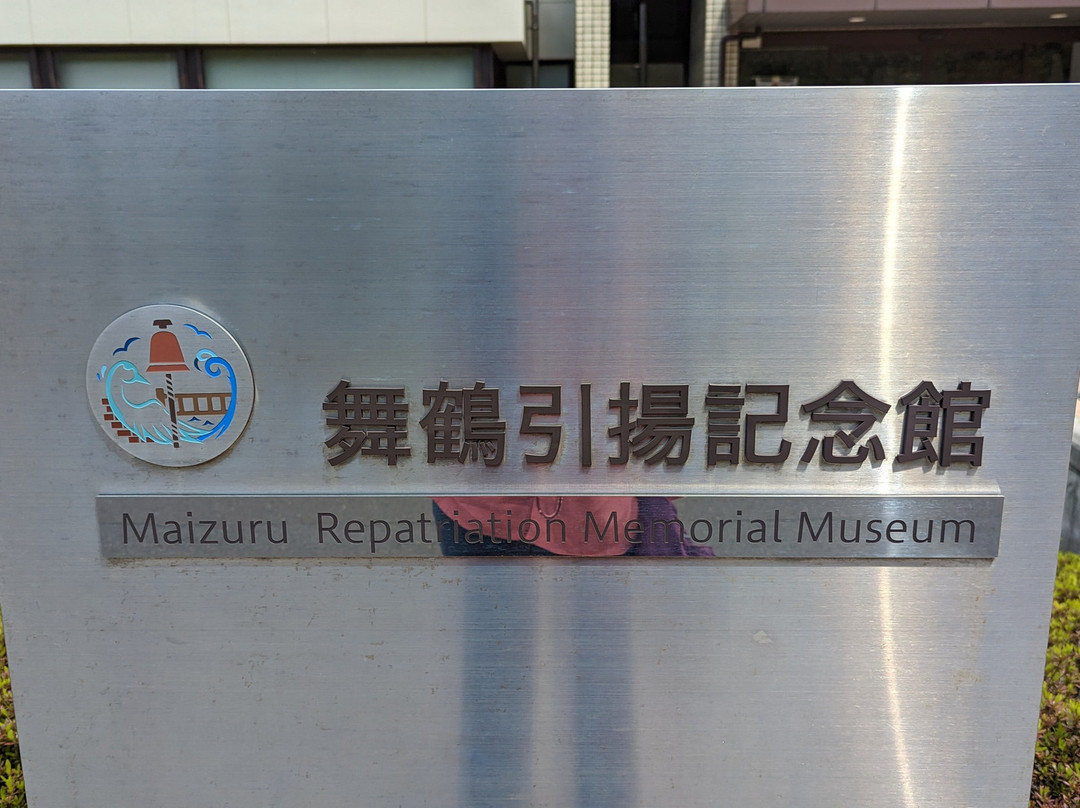 舞鶴引揚記念館
Maizuru Repatriation Memorial Museum